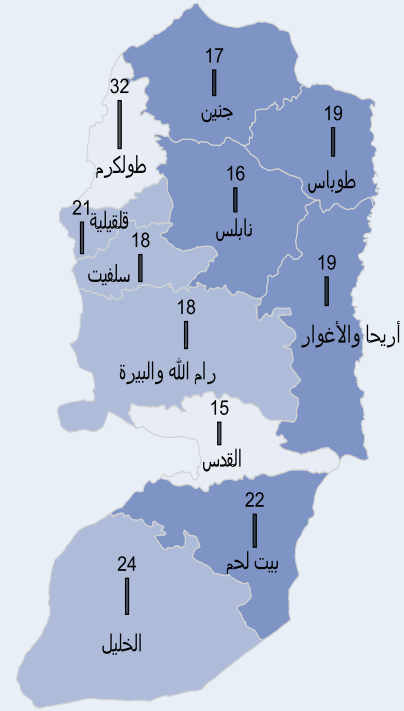 17
جنين
32
طولكرم
19
طوباس
16
نابلس
21
قلقيلية
18
سلفيت
19
أريحا والأغوار
18
رام الله والبيرة
15
القدس
22
بيت لحم
24
الخليل